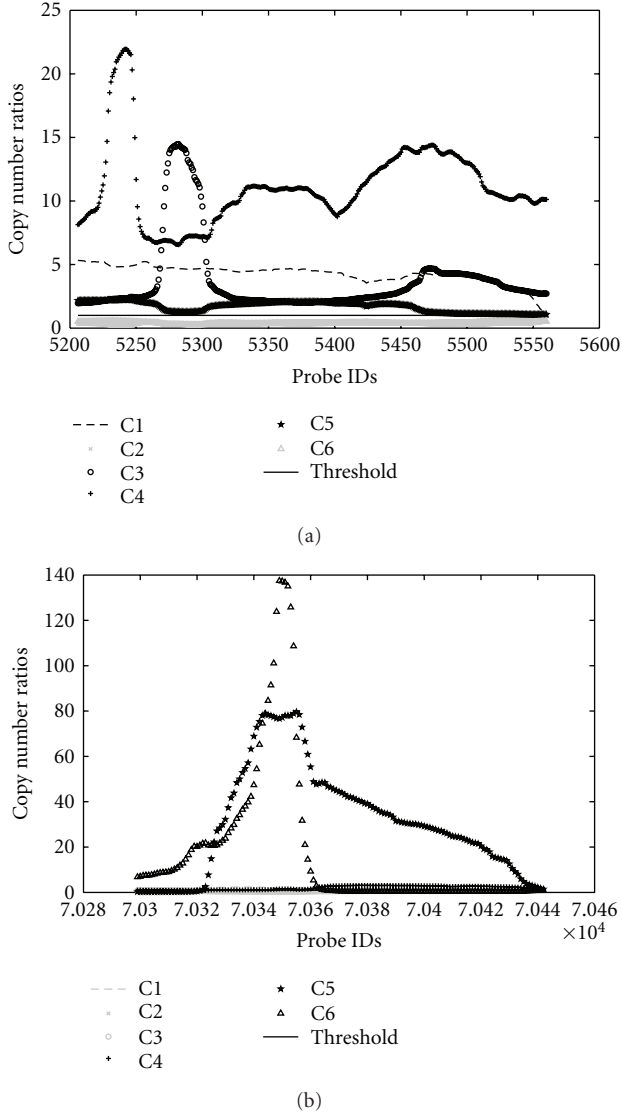 25
20
15
10
5
0
Copy number ratios
5200 5250 5300 5350 5400 5450 5500 5550 5600
Probe IDs
C1
C2
C3
C4
C5
C6
Threshold
(a)
140
120
100
80
60
40
20
0
Copy number ratios
7.028 7.03 7.032 7.034 7.036 7.038 7.04 7.042 7.044 7.046
×10⁴
Probe IDs
C1
C2
C3
C4
C5
C6
Threshold
(b)